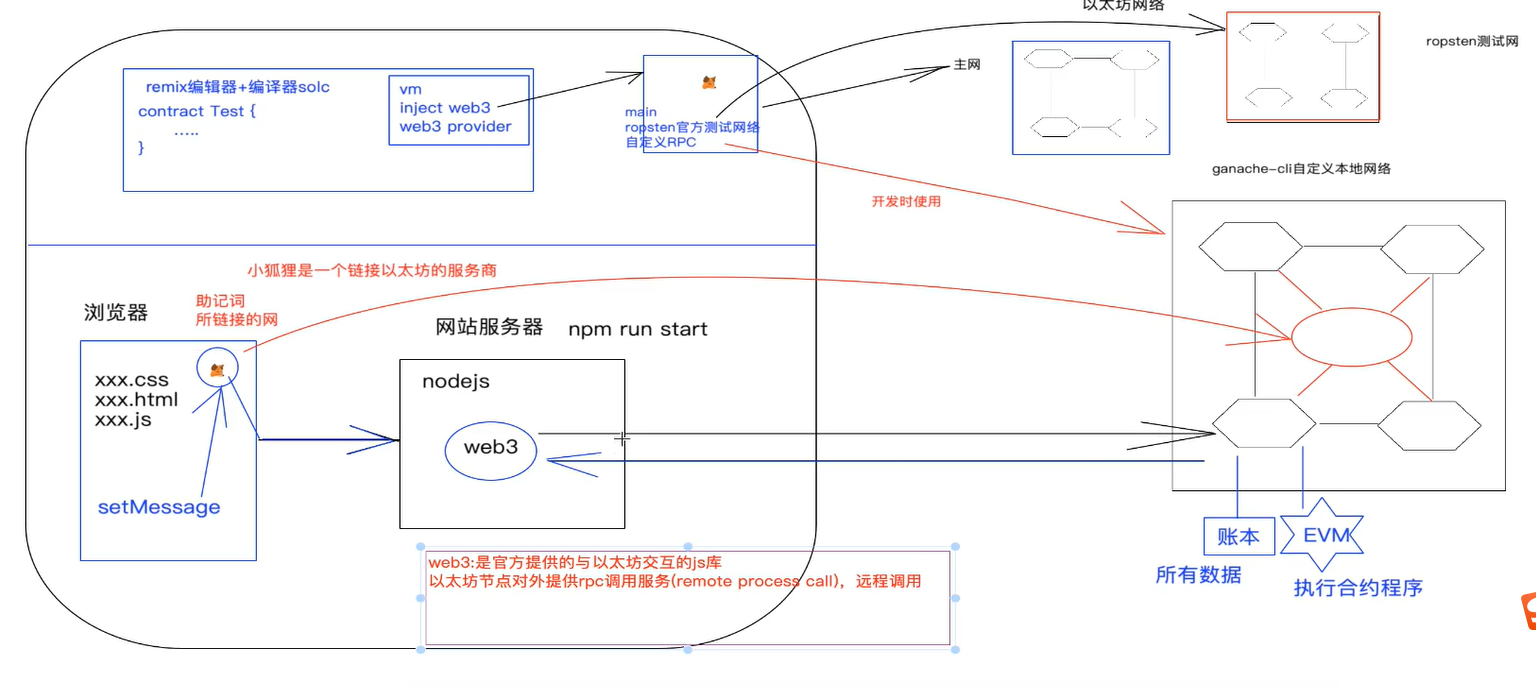 以太坊网络
ropsten测试网
主网
remix编辑器+编译器solc
contract Test {
.....
}
vm
inject web3
web3 provider
main
ropsten官方测试网络
自定义RPC
ganache-cli自定义本地网络
开发时使用
小狐狸是一个链接以太坊的服务商
助记词
所链接的网
浏览器
网站服务器 npm run start
xxx.css
xxx.html
xxx.js
nodejs
web3
setMessage
账本
EVM
所有数据
执行合约程序
web3:是官方提供的与以太坊交互的js库
以太坊节点对外提供rpc调用服务(remote process call)，远程调用